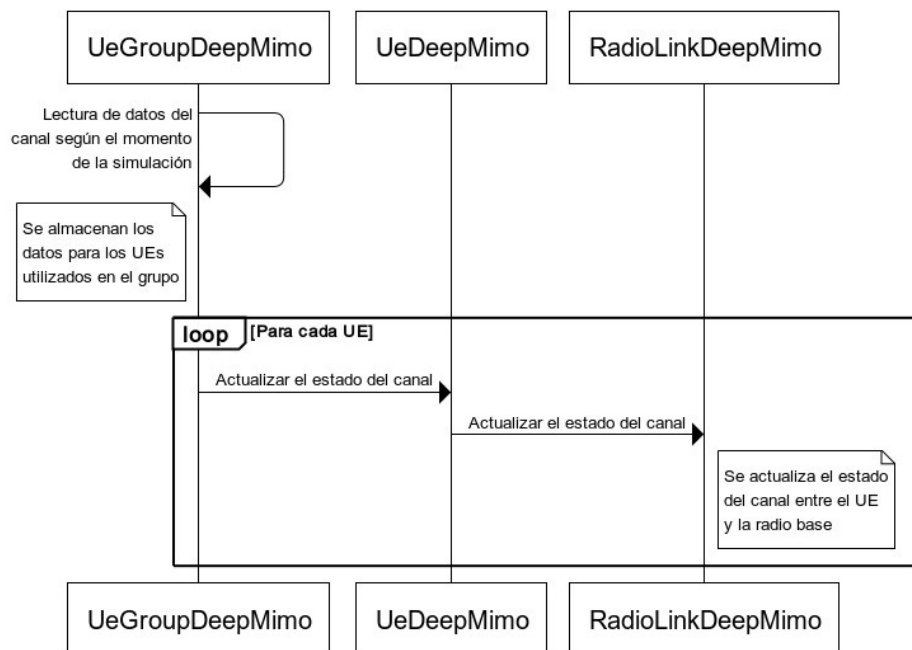 UeGroupDeepMimo
UeDeepMimo
RadioLinkDeepMimo
Lectura de datos del
canal según el momento
de la simulación
Se almacenan los
datos para los UEs
utilizados en el grupo
loop
[Para cada UE]
Actualizar el estado del canal
Actualizar el estado del canal
Se actualiza el estado
del canal entre el UE
y la radio base
UeGroupDeepMimo
UeDeepMimo
RadioLinkDeepMimo